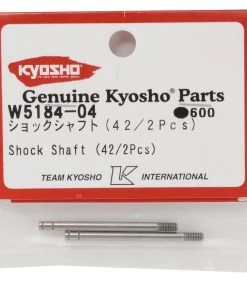 KYOSHO
Genuine Kyosho® Parts
W5184-04 ●600
ショックシャフト(42/2Pcs)
Shock Shaft (42/2Pcs)
TEAM KYOSHO K INTERNATIONAL